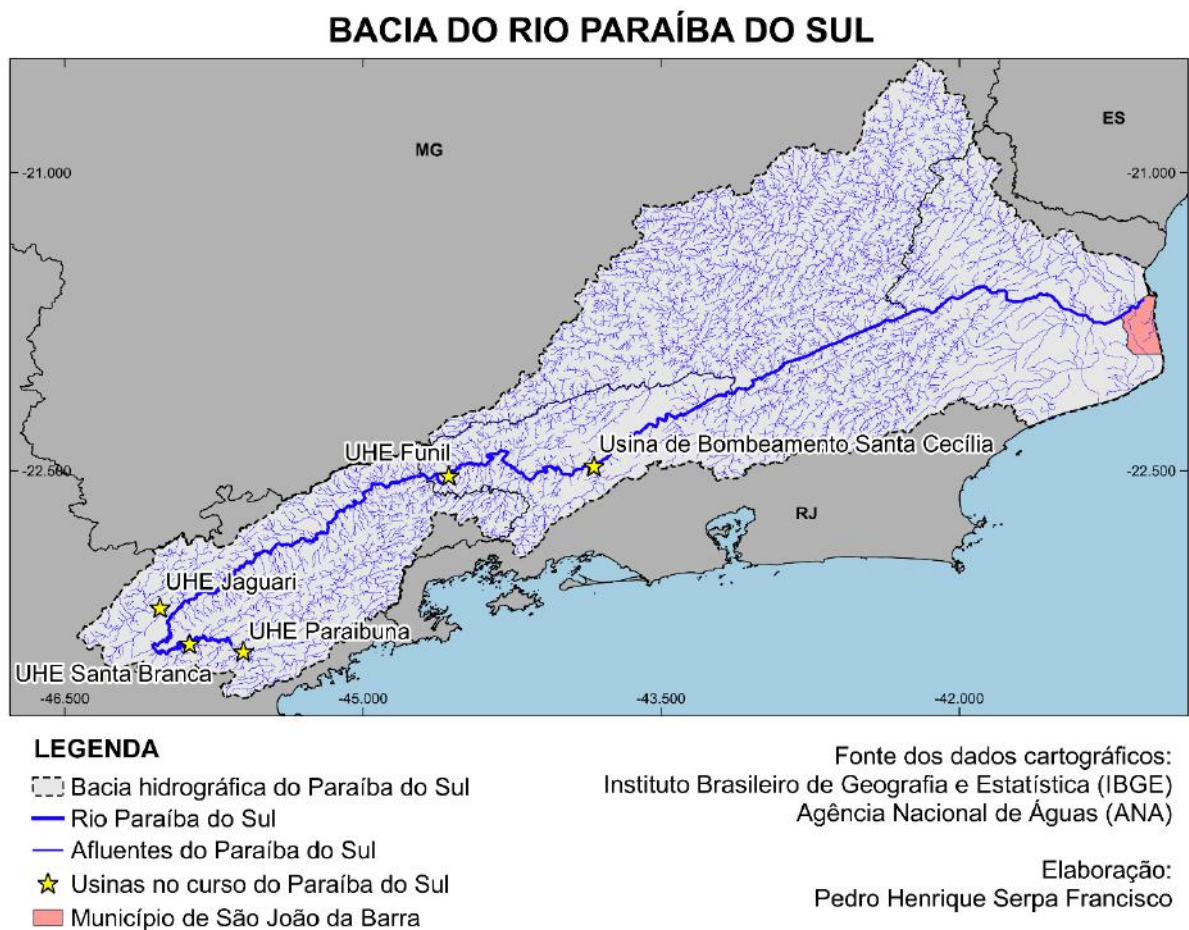 BACIA DO RIO PARAÍBA DO SUL
ES
MG
-21.000
-21.000
UHE Funil
Usina de Bombeamento Santa Cecília
-22.500
-22.500
RJ
UHE Jaguari
UHE Paraibuna
UHE Santa Branca
-46.500
-45.000
-43.500
-42.000
LEGENDA
Bacia hidrográfica do Paraíba do Sul
Rio Paraíba do Sul
Afluentes do Paraíba do Sul
Usinas no curso do Paraíba do Sul
Município de São João da Barra
Fonte dos dados cartográficos:
Instituto Brasileiro de Geografia e Estatística (IBGE)
Agência Nacional de Águas (ANA)
Elaboração:
Pedro Henrique Serpa Francisco